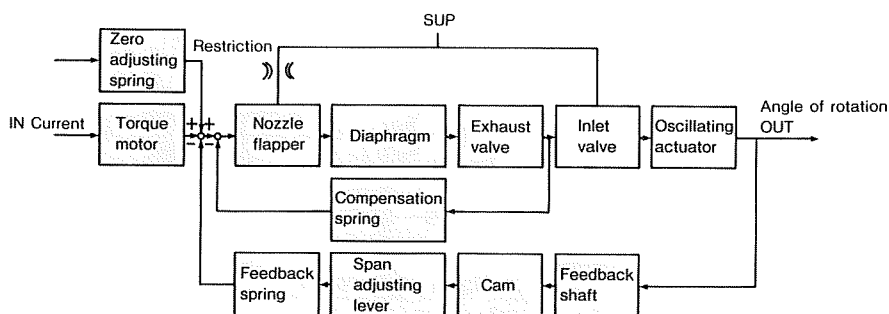 SUP
Zero
adjusting
spring
Restriction
IN Current
Torque
motor
+ +
− −
Nozzle
flapper
Diaphragm
Exhaust
valve
Inlet
valve
Oscillating
actuator
Angle of rotation
OUT
Compensation
spring
Feedback
spring
Span
adjusting
lever
Cam
Feedback
shaft